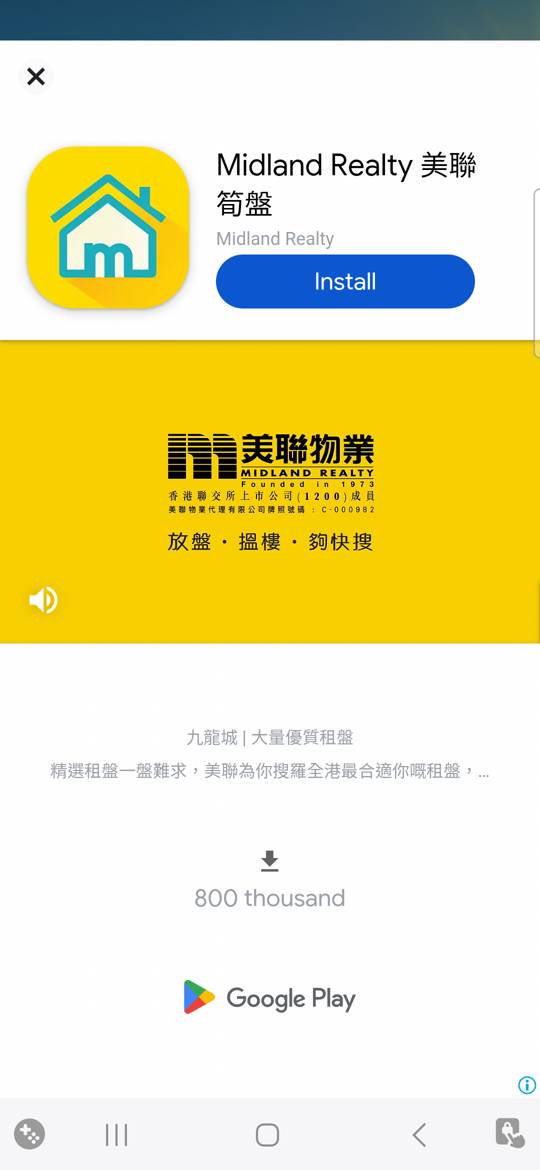 Midland Realty 美聯
筍盤
Midland Realty
Install
m
m 美聯物業
MIDLAND REALTY
Founded in 1973
香港聯交所上市公司(1200)成員
美聯物業代理有限公司牌照號碼 : C-000982
放盤・搵樓・夠快搜
九龍城 | 大量優質租盤
精選租盤一盤難求，美聯為你搜羅全港最合適你嘅租盤，...
800 thousand
Google Play